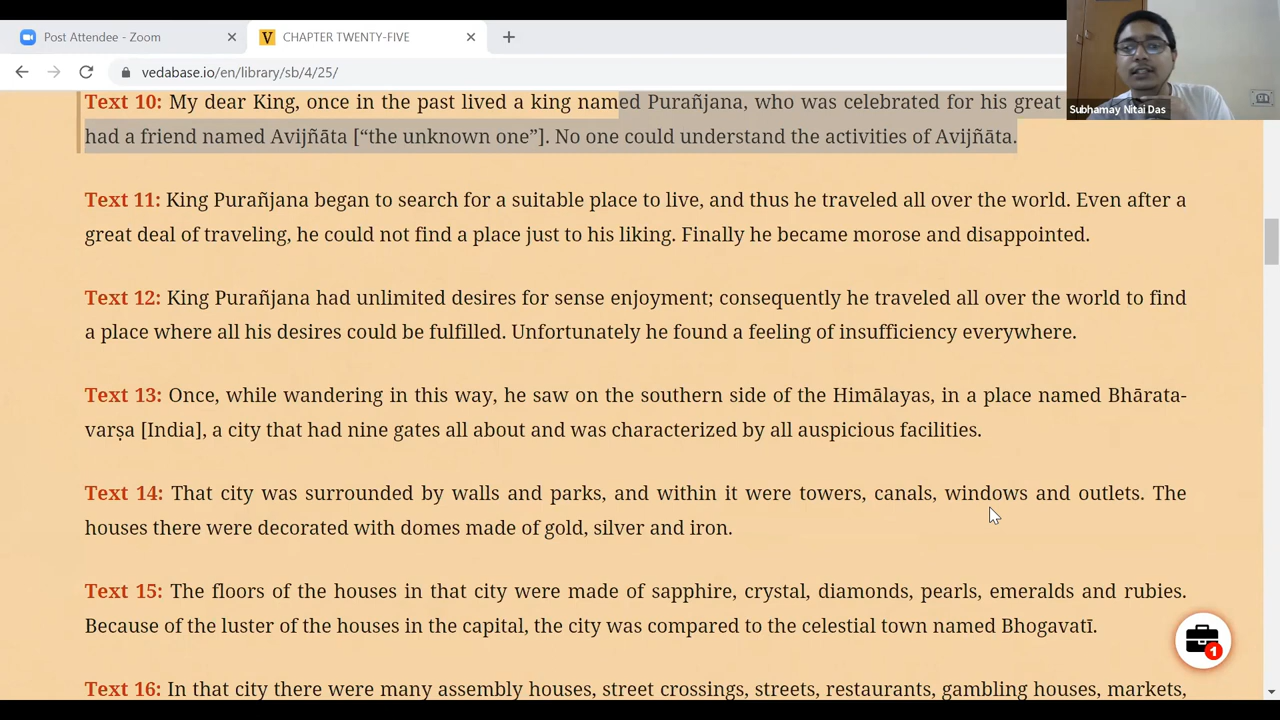 Post Attendee - Zoom
CHAPTER TWENTY-FIVE
vedabase.io/en/library/sb/4/25/
Subhamay Nitai Das
Text 10: My dear King, once in the past lived a king named Purañjana, who was celebrated for his great
had a friend named Avijñāta [“the unknown one”]. No one could understand the activities of Avijñāta.
Text 11: King Purañjana began to search for a suitable place to live, and thus he traveled all over the world. Even after a
great deal of traveling, he could not find a place just to his liking. Finally he became morose and disappointed.
Text 12: King Purañjana had unlimited desires for sense enjoyment; consequently he traveled all over the world to find
a place where all his desires could be fulfilled. Unfortunately he found a feeling of insufficiency everywhere.
Text 13: Once, while wandering in this way, he saw on the southern side of the Himālayas, in a place named Bhārata-
varṣa [India], a city that had nine gates all about and was characterized by all auspicious facilities.
Text 14: That city was surrounded by walls and parks, and within it were towers, canals, windows and outlets. The
houses there were decorated with domes made of gold, silver and iron.
Text 15: The floors of the houses in that city were made of sapphire, crystal, diamonds, pearls, emeralds and rubies.
Because of the luster of the houses in the capital, the city was compared to the celestial town named Bhogavatī.
1
Text 16: In that city there were many assembly houses, street crossings, streets, restaurants, gambling houses, markets,